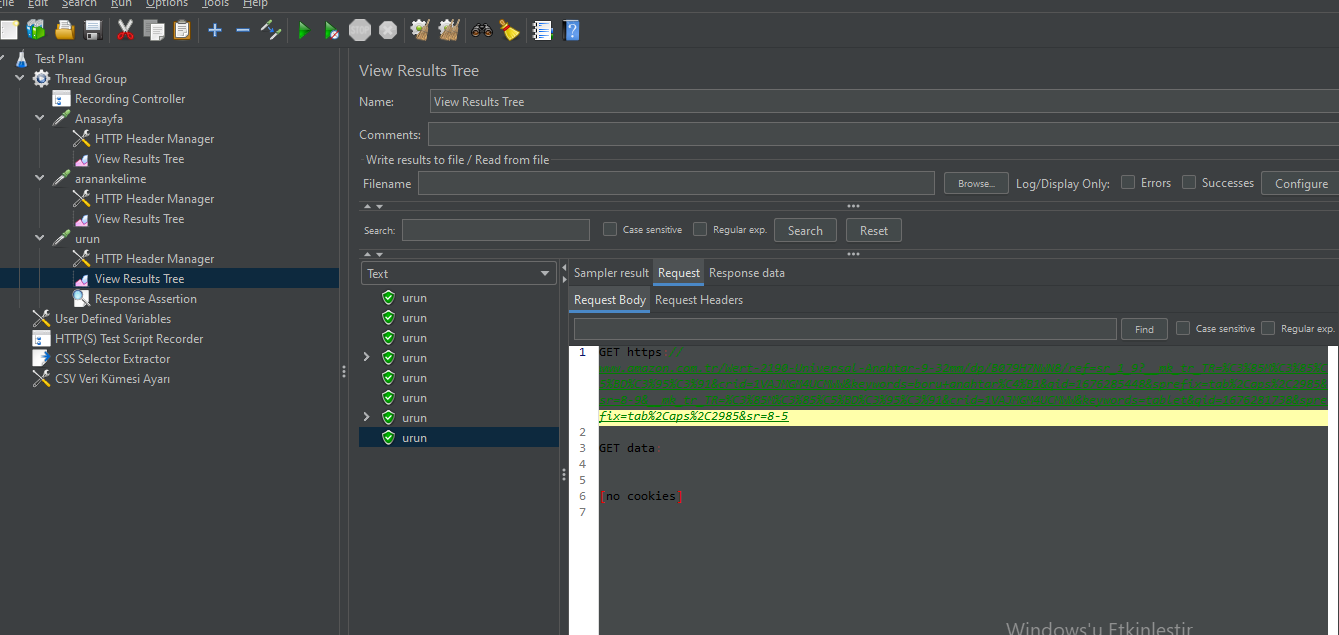 File Edit Search Run Options Tools Help
Test Planı
Thread Group
Recording Controller
Anasayfa
HTTP Header Manager
View Results Tree
aranankelime
HTTP Header Manager
View Results Tree
urun
HTTP Header Manager
View Results Tree
Response Assertion
User Defined Variables
HTTP(S) Test Script Recorder
CSS Selector Extractor
CSV Veri Kümesi Ayarı
View Results Tree
Name: View Results Tree
Comments:
Write results to file / Read from file
Filename Browse... Log/Display Only: Errors Successes Configure
Search: Case sensitive Regular exp. Search Reset
Text
urun
urun
urun
urun
urun
urun
urun
urun
Sampler result Request Response data
Request Body Request Headers
Find Case sensitive Regular exp.
1 GET https://
fix=tab%2Caps%2C2985&sr=8-5
2
3 GET data:
4
5
6 [no cookies]
7
Windows'u Etkinleştir